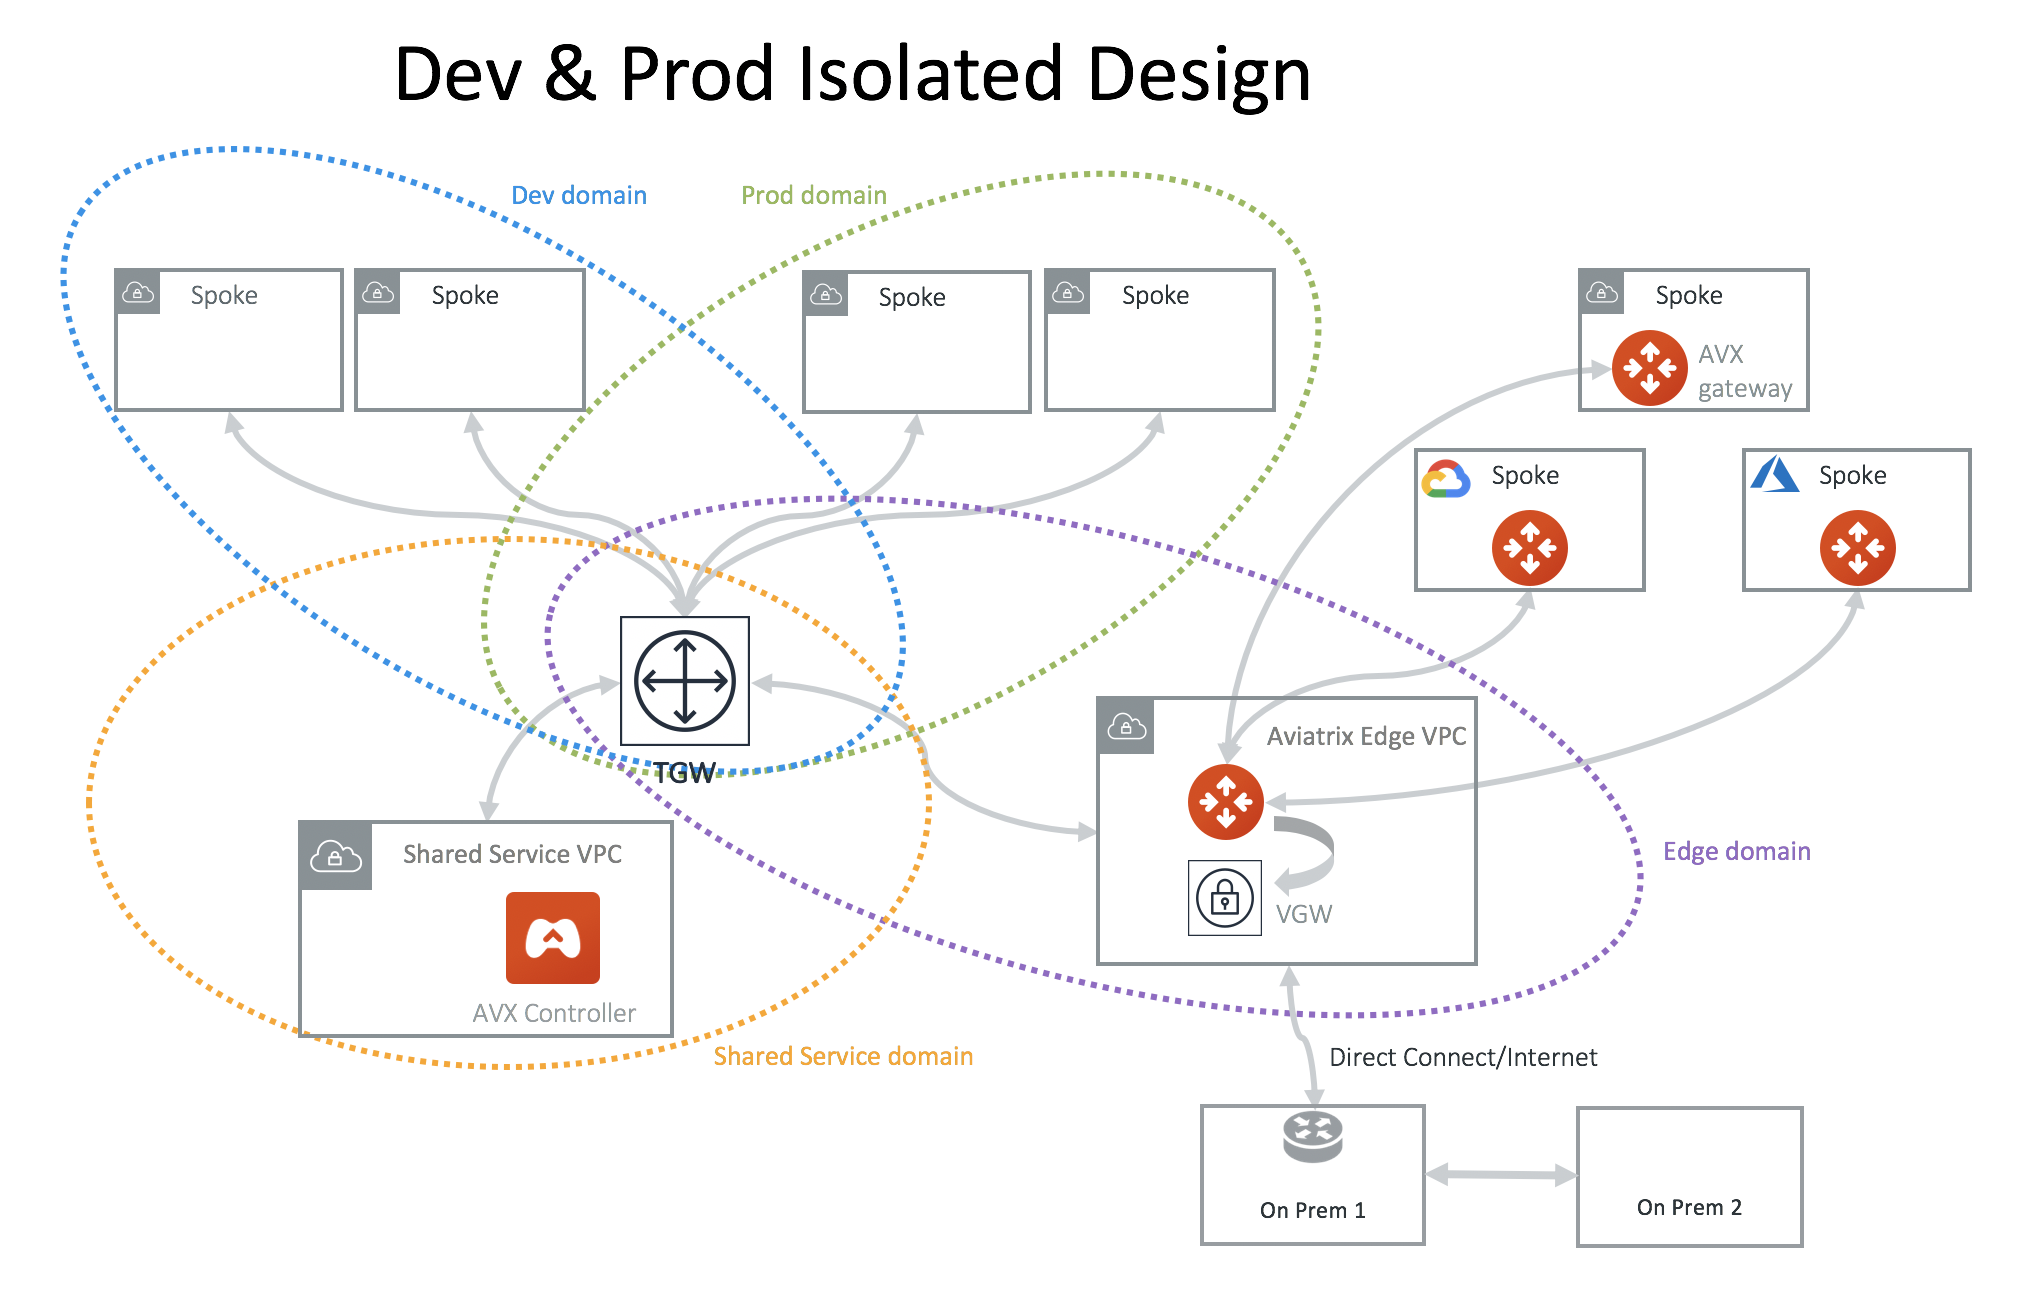 Dev & Prod Isolated Design
Dev domain
Prod domain
Spoke
Spoke
Spoke
Spoke
Spoke
AVX
gateway
Spoke
Spoke
TGW
Aviatrix Edge VPC
VGW
Edge domain
Shared Service VPC
AVX Controller
Shared Service domain
Direct Connect/Internet
On Prem 1
On Prem 2